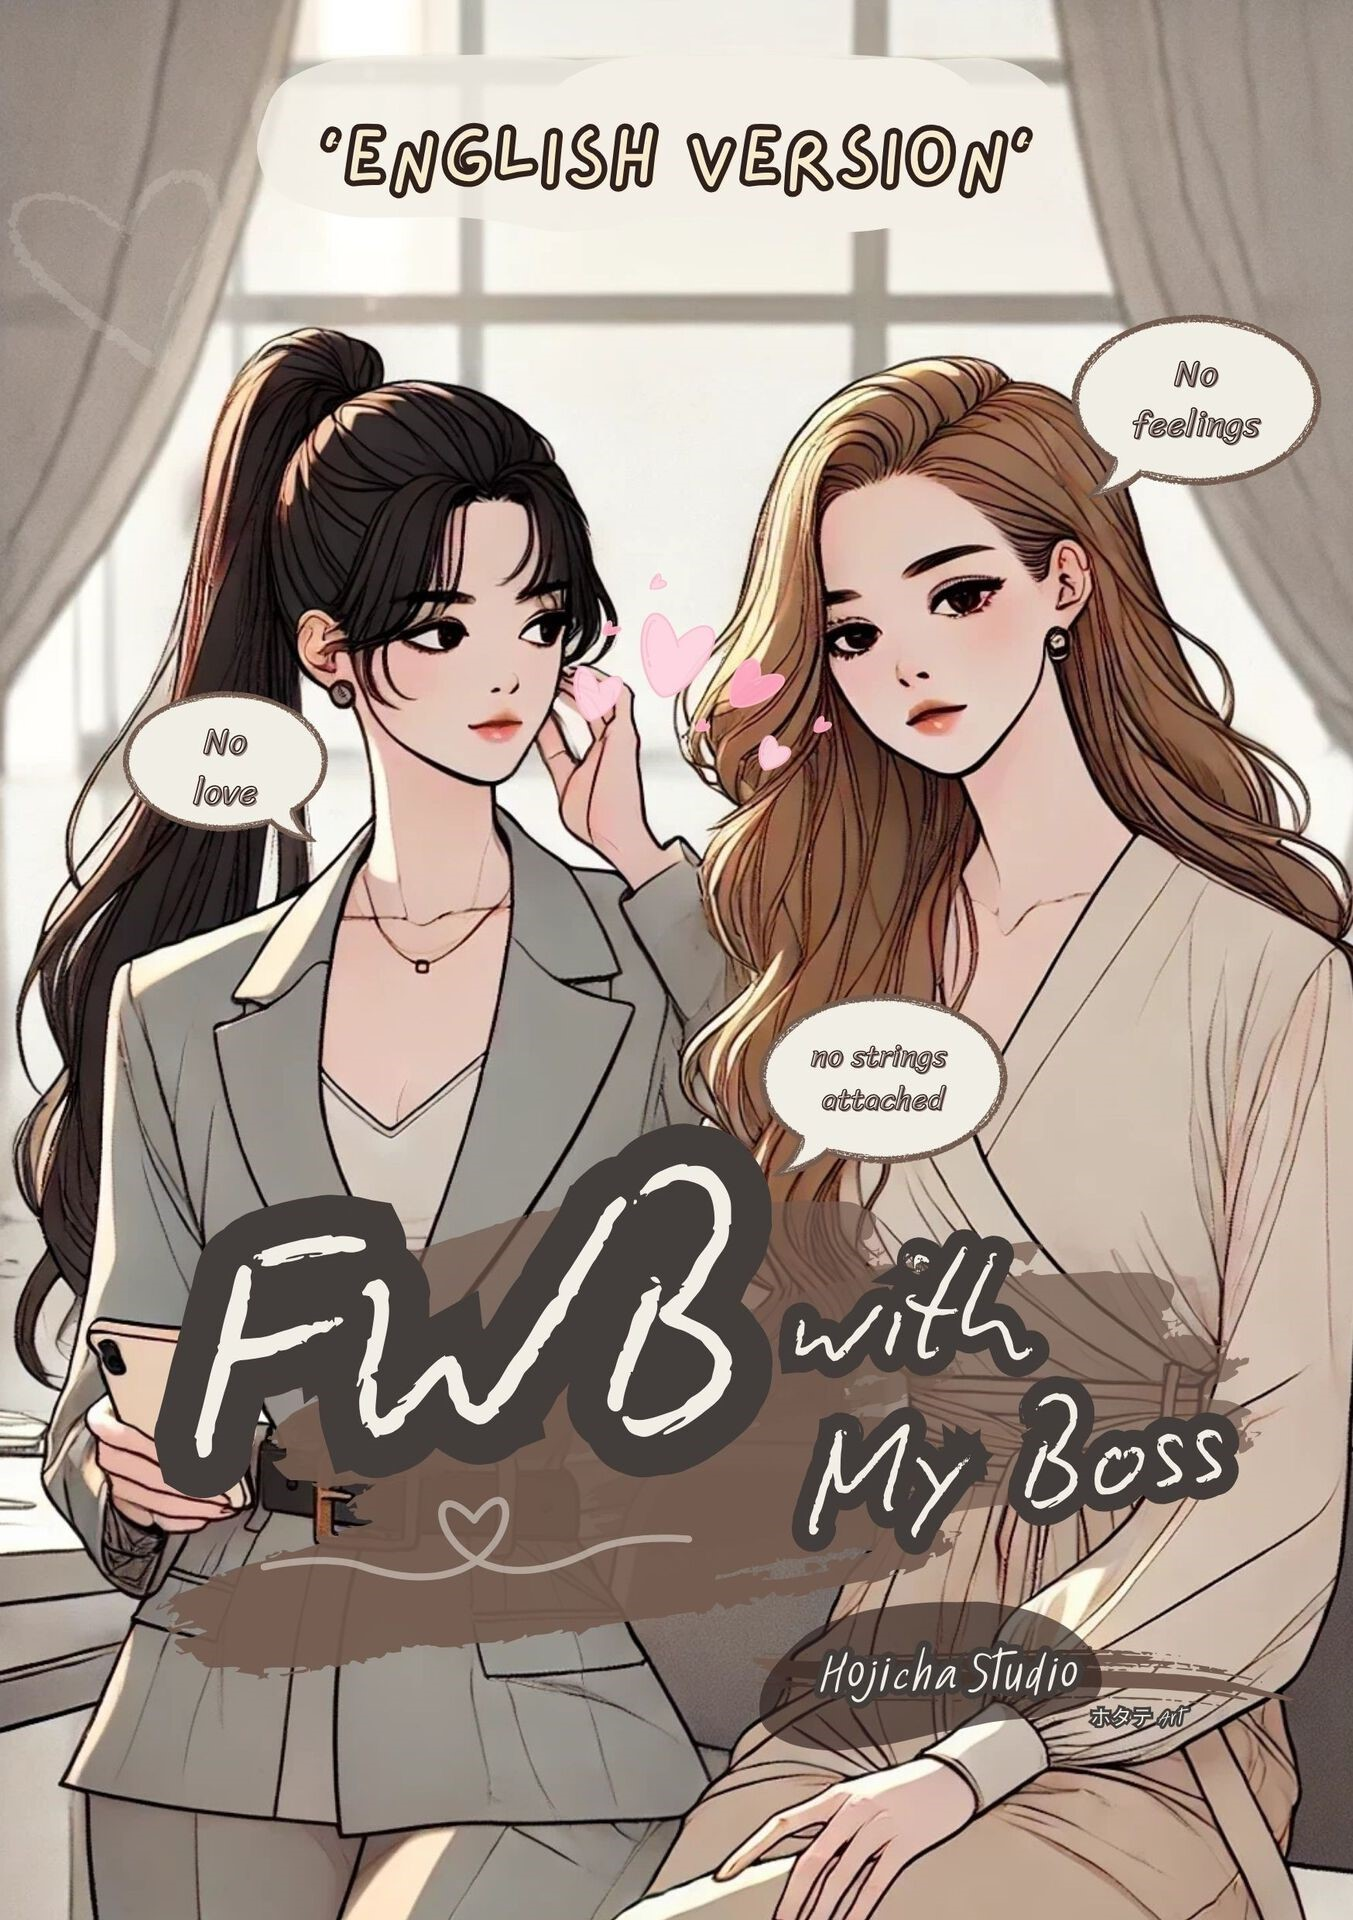 'ENGLISH VERSION'
No
feelings
No
love
no strings
attached
FWB with
My Boss
Hojicha Studio
ホタテ Art